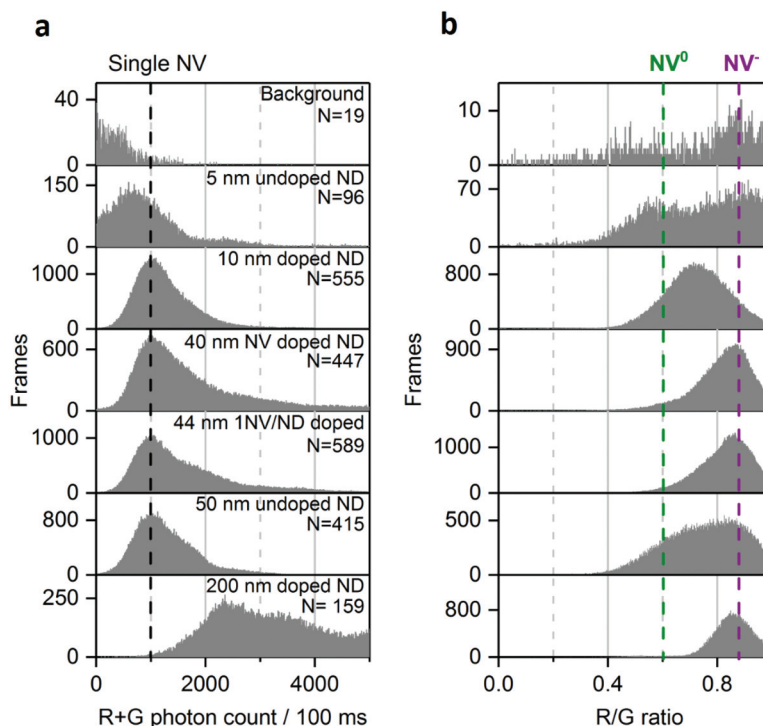 a
Single NV
Background
N=19
5 nm undoped ND
N=96
10 nm doped ND
N=555
40 nm NV doped ND
N=447
44 nm 1NV/ND doped
N=589
50 nm undoped ND
N=415
200 nm doped ND
N= 159
40
0
150
0
1000
0
600
0
1000
0
800
0
250
0
Frames
0 2000 4000
R+G photon count / 100 ms
b
NV⁰ NV⁻
10
0
70
0
800
0
900
0
1000
0
500
0
800
0
Frames
0.0 0.4 0.8
R/G ratio